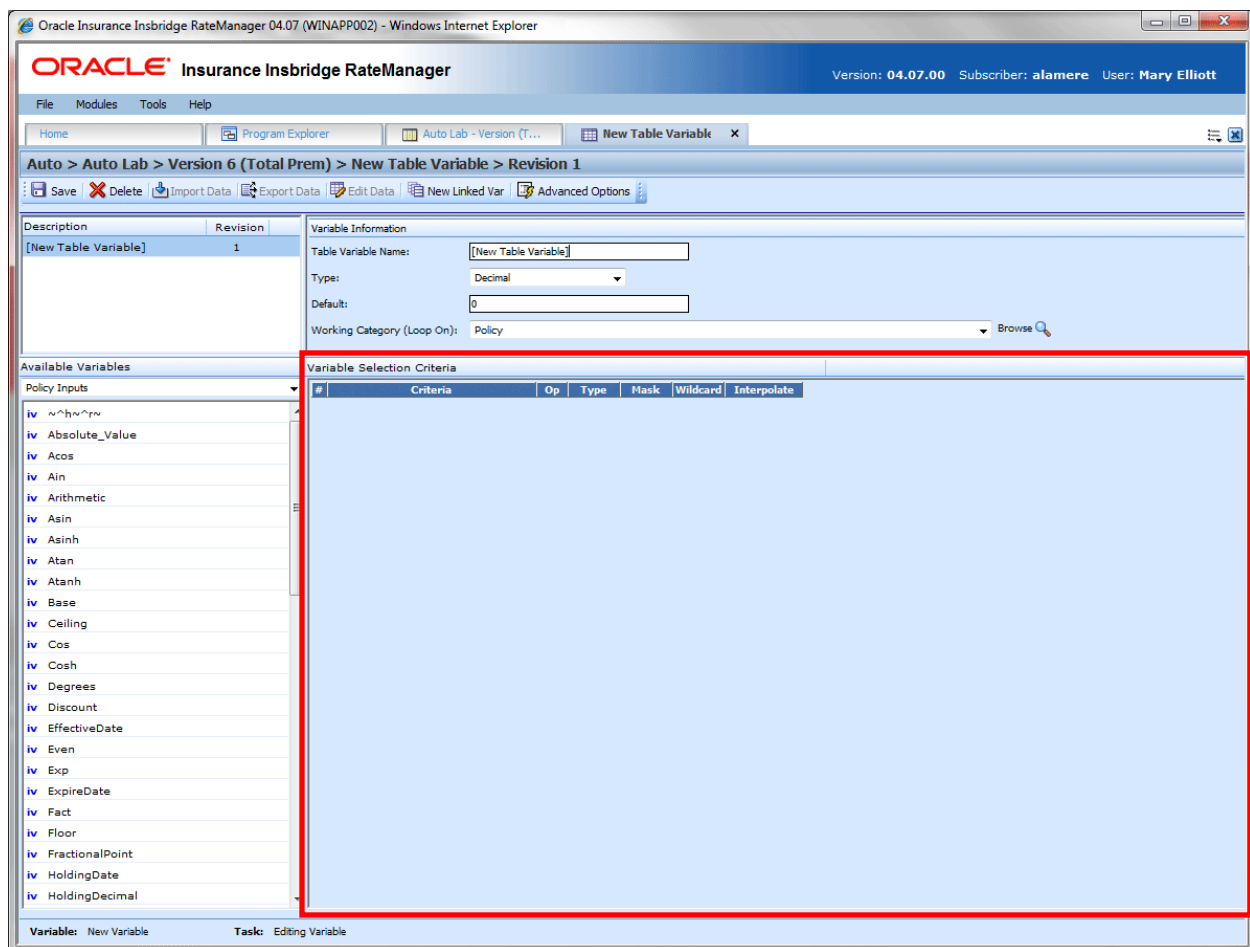 Oracle Insurance Insbridge RateManager 04.07 (WINAPP002) - Windows Internet Explorer
ORACLE Insurance Insbridge RateManager
Version: 04.07.00 Subscriber: alamere User: Mary Elliott
File Modules Tools Help
Home Program Explorer Auto Lab - Version (T... New Table Variable x
Auto > Auto Lab > Version 6 (Total Prem) > New Table Variable > Revision 1
Save Delete Import Data Export Data Edit Data New Linked Var Advanced Options
Description Revision
[New Table Variable] 1
Variable Information
Table Variable Name: [New Table Variable]
Type: Decimal
Default: 0
Working Category (Loop On): Policy Browse
Available Variables
Policy Inputs
iv ~^h~^r~
iv Absolute_Value
iv Acos
iv Ain
iv Arithmetic
iv Asin
iv Asinh
iv Atan
iv Atanh
iv Base
iv Ceiling
iv Cos
iv Cosh
iv Degrees
iv Discount
iv EffectiveDate
iv Even
iv Exp
iv ExpireDate
iv Fact
iv Floor
iv FractionalPoint
iv HoldingDate
iv HoldingDecimal
Variable Selection Criteria
# Criteria Op Type Mask Wildcard Interpolate
Variable: New Variable Task: Editing Variable